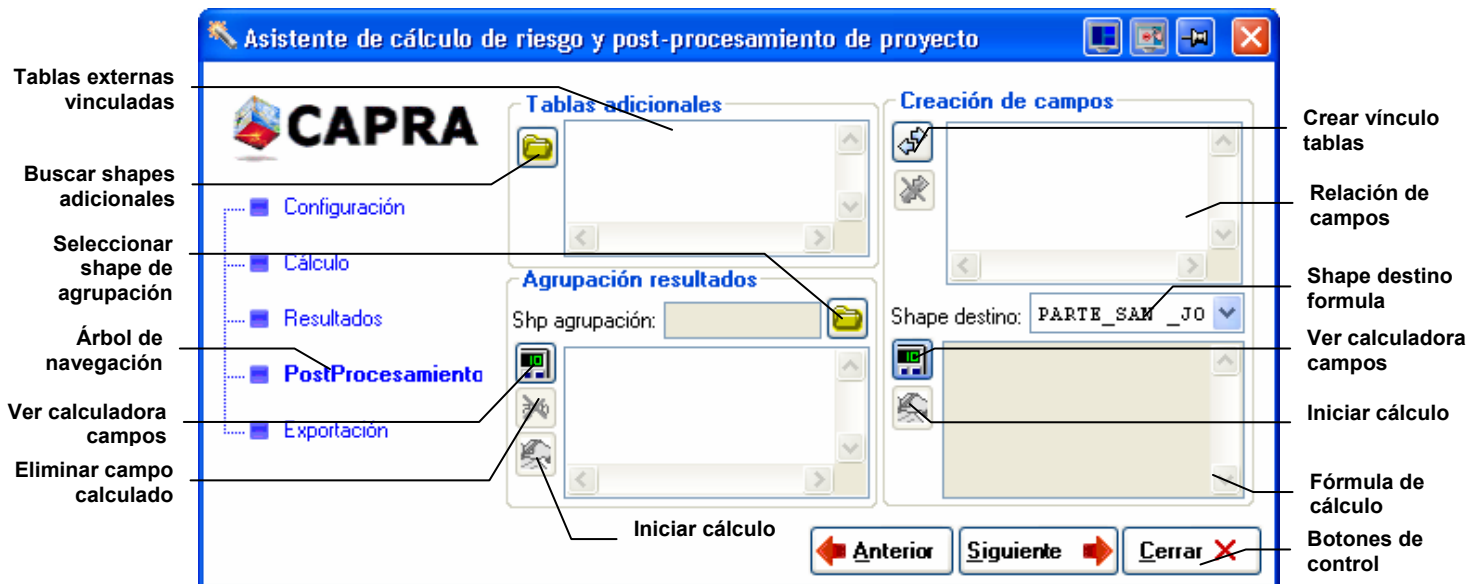 Asistente de cálculo de riesgo y post-procesamiento de proyecto
Tablas externas
vinculadas
Buscar shapes
adicionales
Seleccionar
shape de
agrupación
Árbol de
navegación
Ver calculadora
campos
Eliminar campo
calculado
CAPRA
Configuración
Cálculo
Resultados
PostProcesamiento
Exportación
Tablas adicionales
Agrupación resultados
Shp agrupación:
Iniciar cálculo
Creación de campos
Shape destino: PARTE_SAN _JO
Anterior
Siguiente
Cerrar
Crear vínculo
tablas
Relación de
campos
Shape destino
formula
Ver calculadora
campos
Iniciar cálculo
Fórmula de
cálculo
Botones de
control